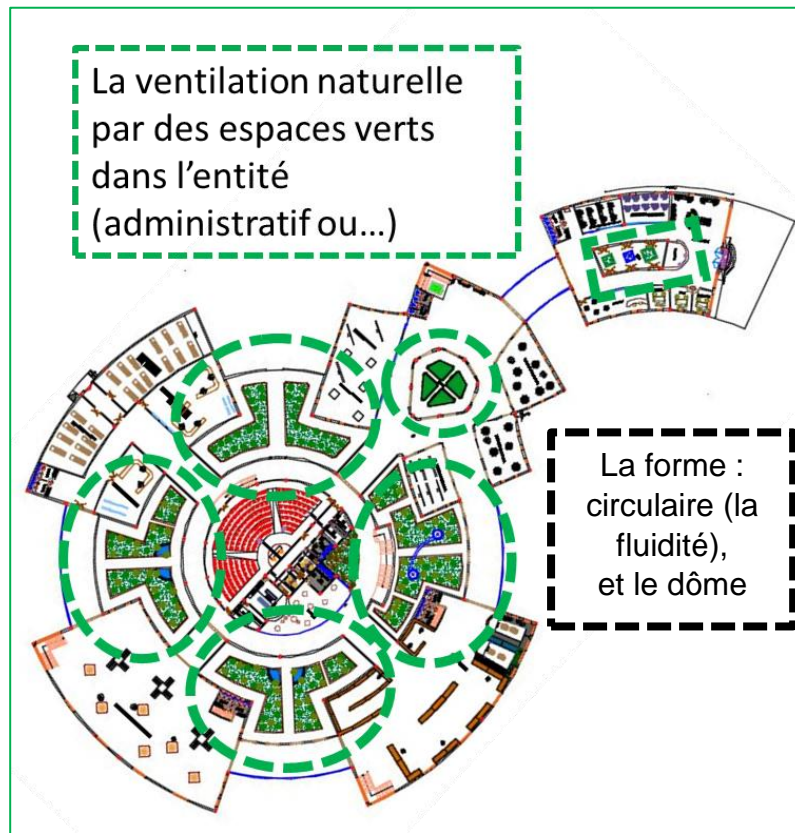 La ventilation naturelle
par des espaces verts
dans l’entité
(administratif ou…)
La forme :
circulaire (la
fluidité),
et le dôme